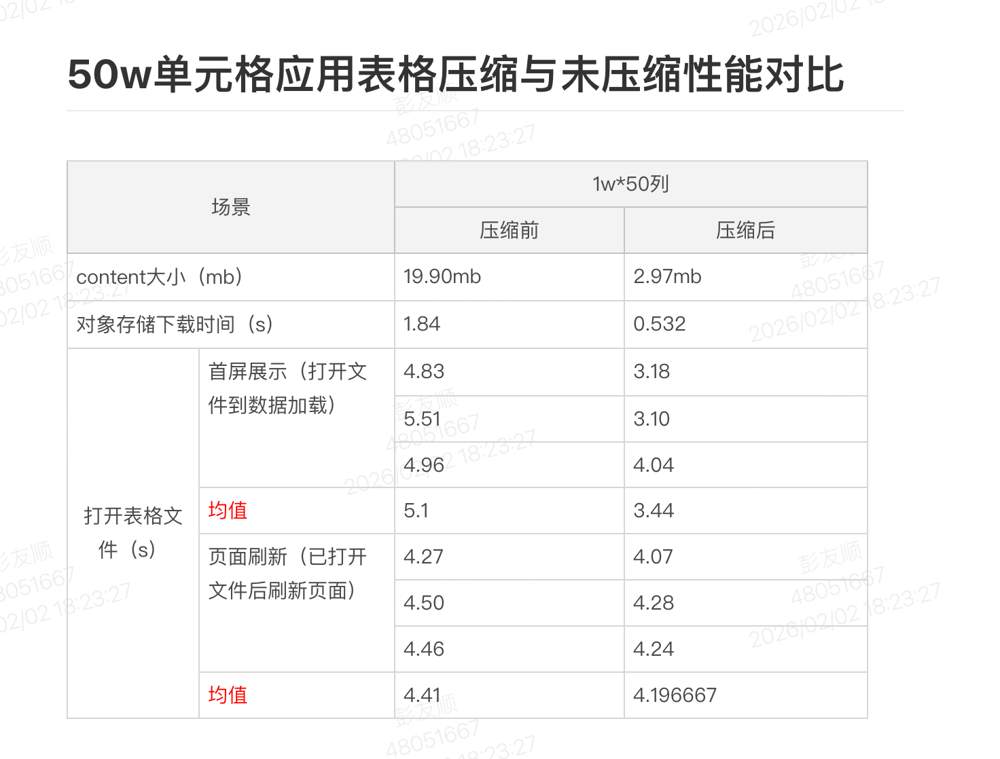 50w单元格应用表格压缩与未压缩性能对比
场景
1w*50列
压缩前
压缩后
content大小（mb）
19.90mb
2.97mb
对象存储下载时间（s）
1.84
0.532
打开表格文
件（s）
首屏展示（打开文
件到数据加载）
4.83
3.18
5.51
3.10
4.96
4.04
均值
5.1
3.44
页面刷新（已打开
文件后刷新页面）
4.27
4.07
4.50
4.28
4.46
4.24
均值
4.41
4.196667
彭友顺
48051667
2026/02/02 18:23:27